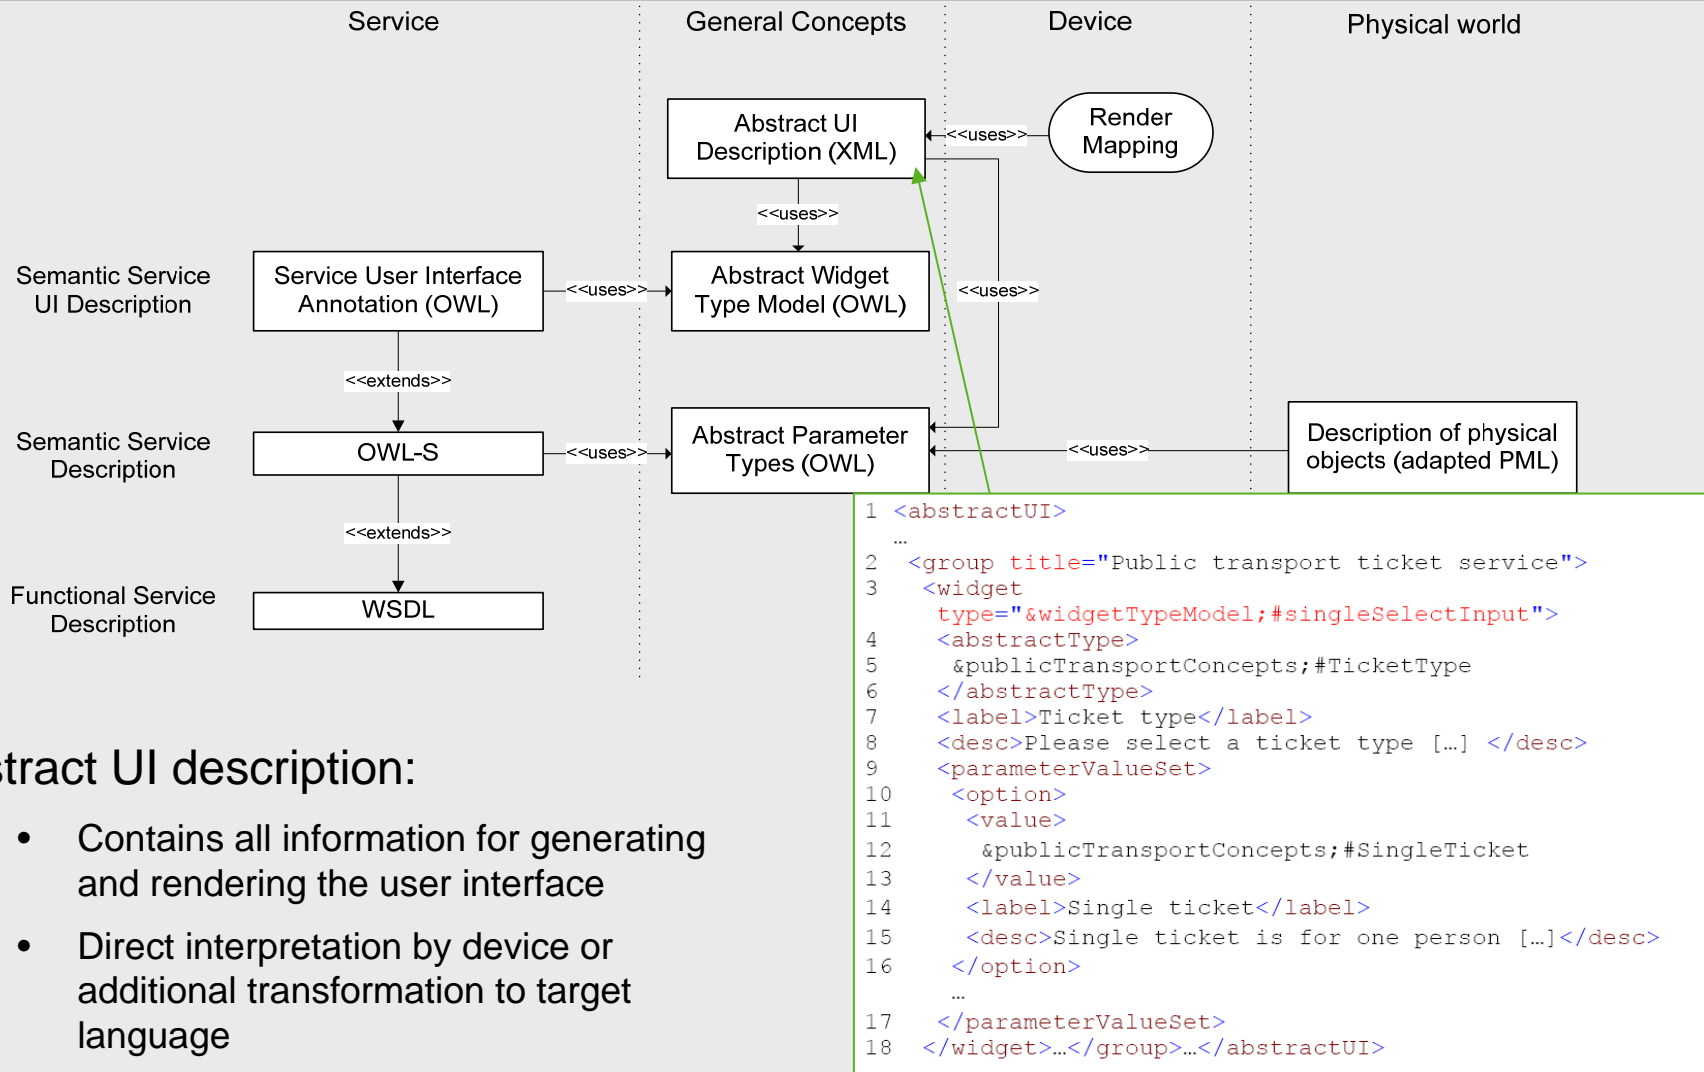 Service
General Concepts
Device
Physical world
Abstract UI
Description (XML)
<<uses>>
Render
Mapping
<<uses>>
Semantic Service
UI Description
Service User Interface
Annotation (OWL)
<<uses>>
Abstract Widget
Type Model (OWL)
<<uses>>
<<extends>>
Semantic Service
Description
OWL-S
<<uses>>
Abstract Parameter
Types (OWL)
<<uses>>
Description of physical
objects (adapted PML)
<<extends>>
Functional Service
Description
WSDL
stract UI description:
• Contains all information for generating
and rendering the user interface
• Direct interpretation by device or
additional transformation to target
language
1 <abstractUI>
…
2 <group title="Public transport ticket service">
3 <widget
type="&widgetTypeModel;#singleSelectInput">
4 <abstractType>
5 &publicTransportConcepts;#TicketType
6 </abstractType>
7 <label>Ticket type</label>
8 <desc>Please select a ticket type […] </desc>
9 <parameterValueSet>
10 <option>
11 <value>
12 &publicTransportConcepts;#SingleTicket
13 </value>
14 <label>Single ticket</label>
15 <desc>Single ticket is for one person […]</desc>
16 </option>
…
17 </parameterValueSet>
18 </widget>…</group>…</abstractUI>